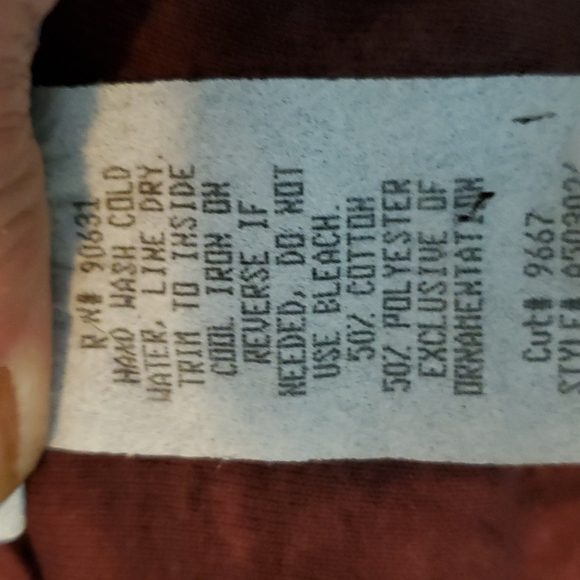 RN# 90631
HAND WASH COLD
WATER, LINE DRY.
TRIM TO INSIDE
COOL IRON ON
REVERSE IF
NEEDED, DO NOT
USE BLEACH.
50% COTTON
50% POLYESTER
EXCLUSIVE OF
ORNAMENTATION
Cut# 9667
STYLE#